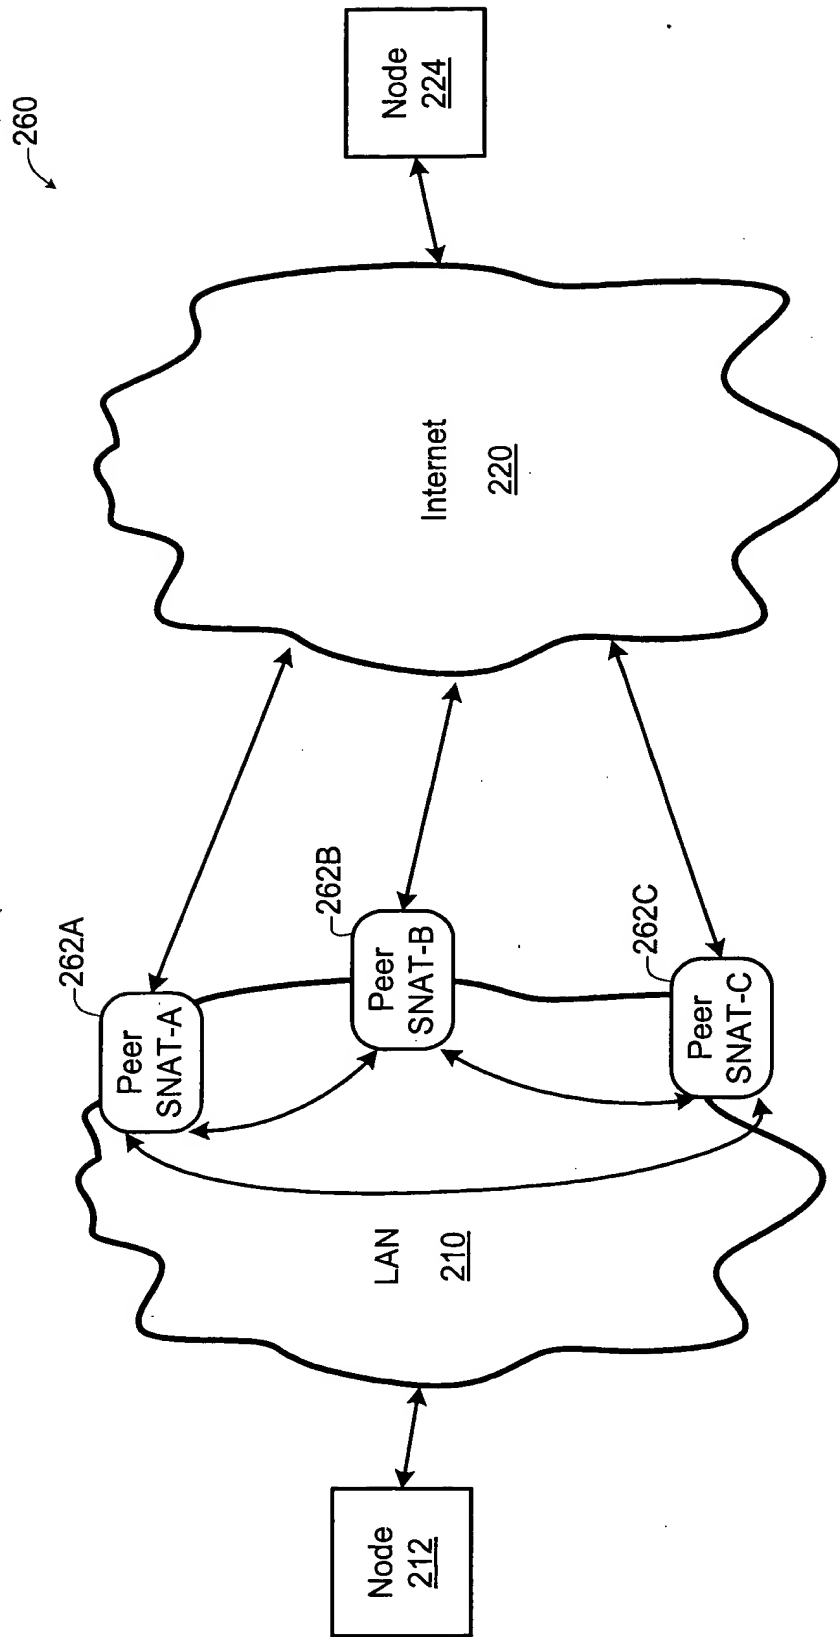 260
Node
212
LAN
210
262A
Peer
SNAT-A
262B
Peer
SNAT-B
262C
Peer
SNAT-C
Internet
220
Node
224